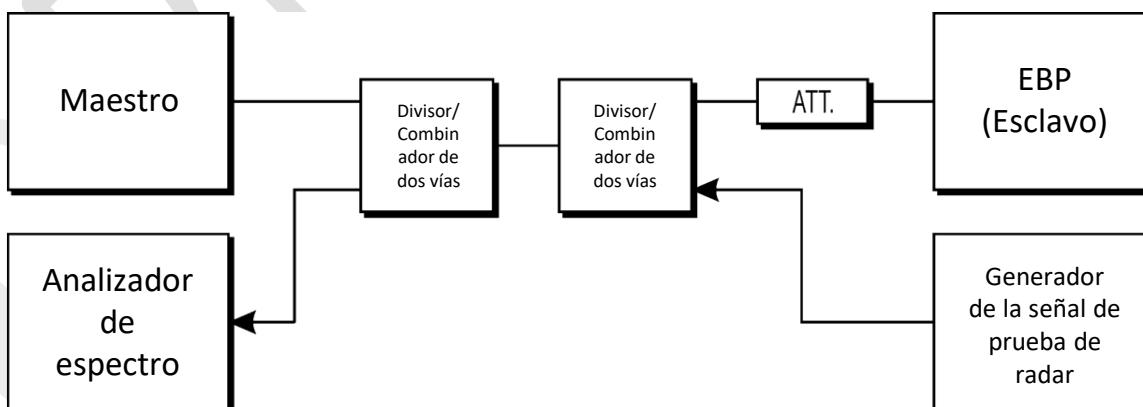 Maestro
Divisor/
Combin
ador de
dos vías
Divisor/
Combin
ador de
dos vías
ATT.
EBP
(Esclavo)
Analizador
de
espectro
Generador
de la señal de
prueba de
radar